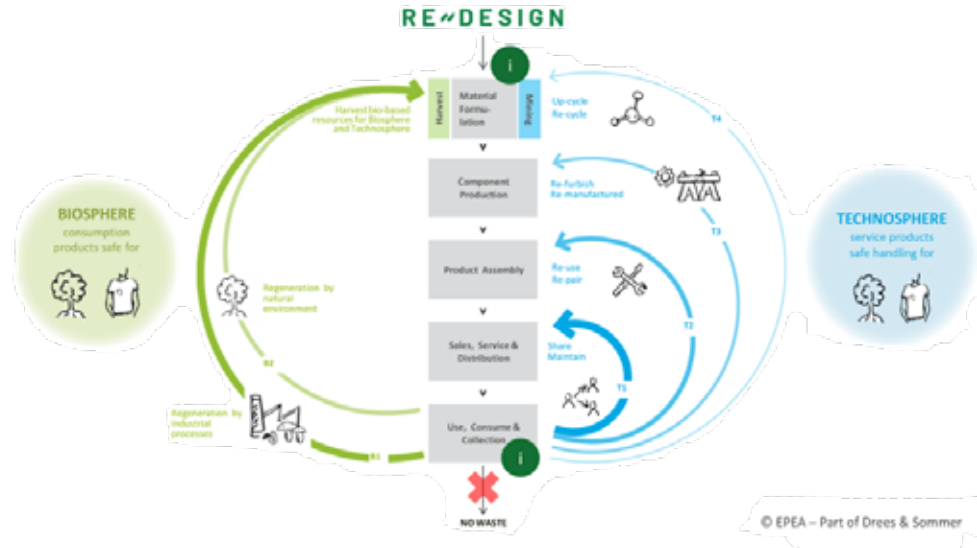 RE~DESIGN
i
Harvest
Material
Formu-
lation
Mining
Harvest bio-based
resources for Biosphere
and Technosphere
Up-cycle
Re-cycle
T4
Component
Production
Re-furbish
Re-manufactured
T3
BIOSPHERE
consumption
products safe for
TECHNOSPHERE
service products
safe handling for
Product Assembly
Re-use
Re-pair
Regeneration by
natural
environment
T2
Sales, Service &
Distribution
Share
Maintain
B2
T1
Regeneration by
industrial
processes
Use, Consume &
Collection
B1
i
NO WASTE
© EPEA – Part of Drees & Sommer